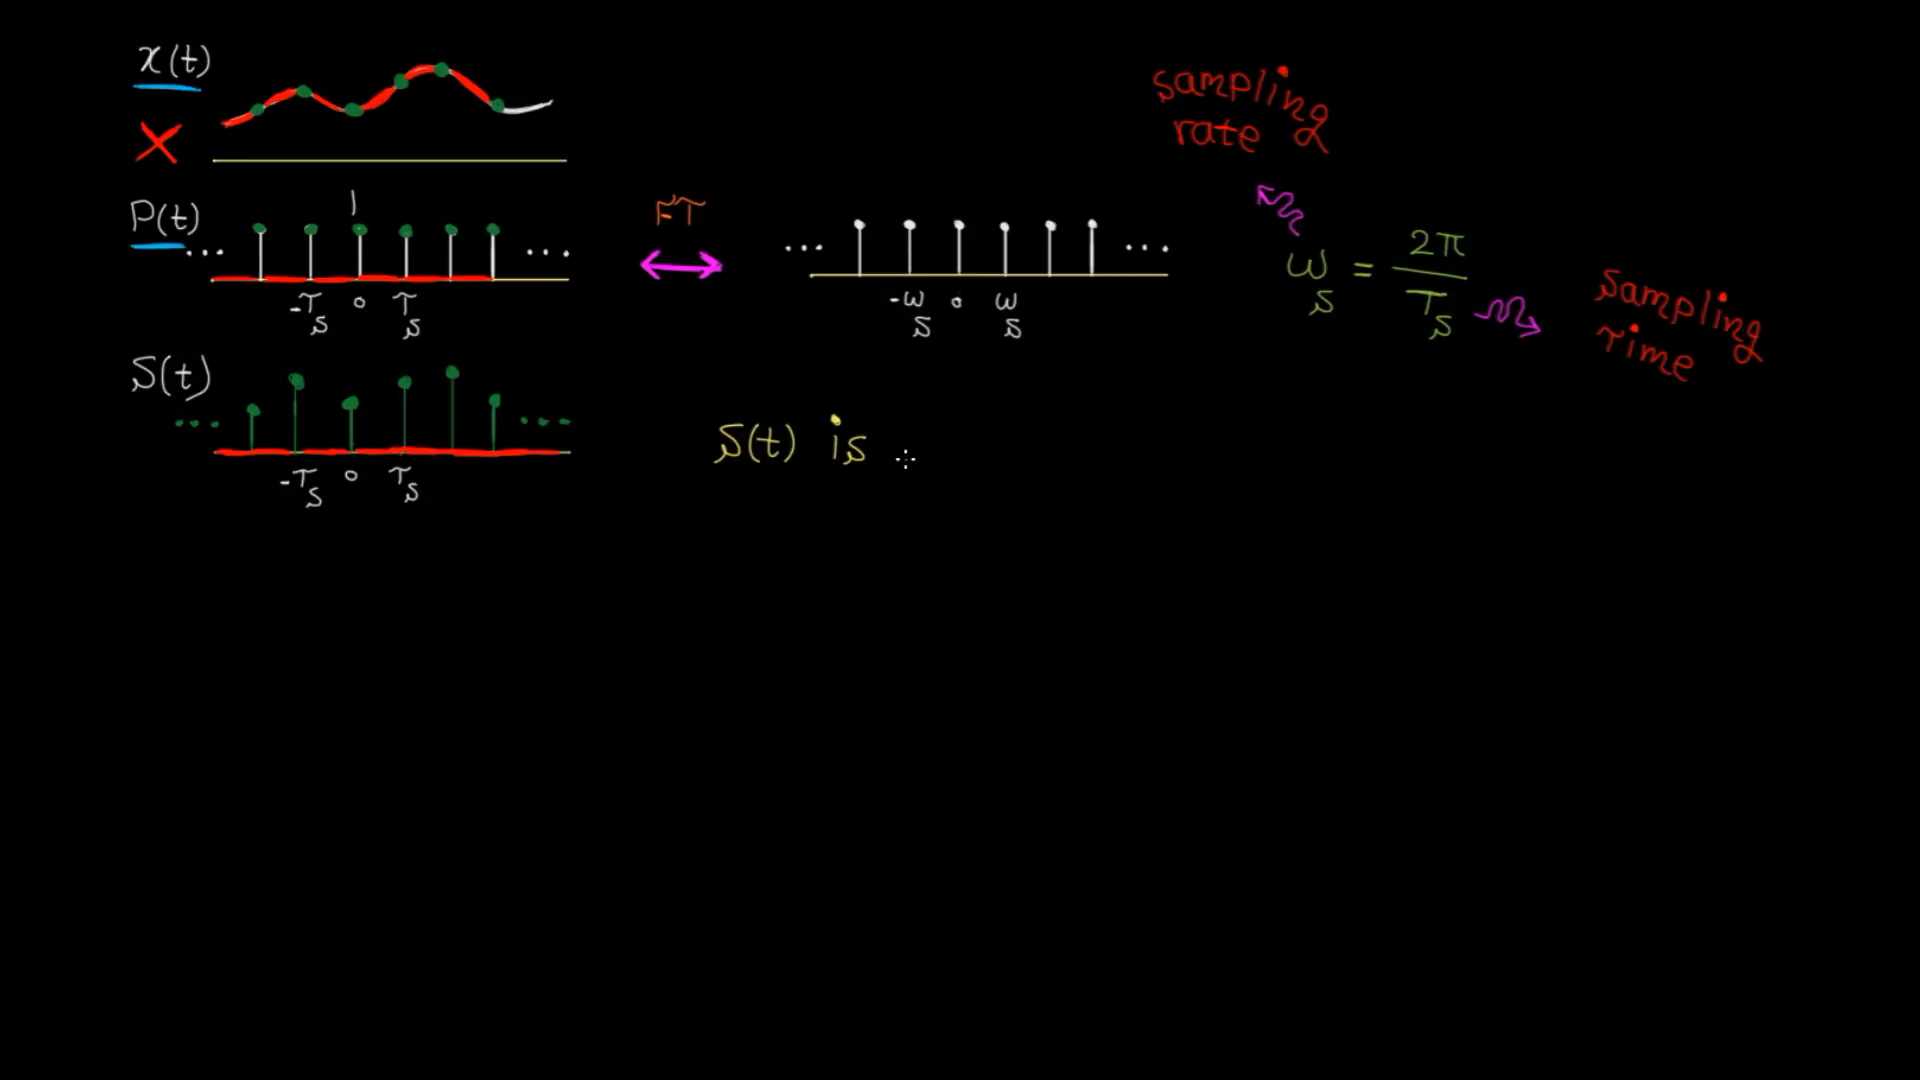 x(t)
sampling
rate
P(t)
1
... ...
-Ts 0 Ts
FT
... ...
-ωs 0 ωs
ωs = 2π/Ts
sampling
Time
S(t)
... ....
-Ts 0 Ts
S(t) is